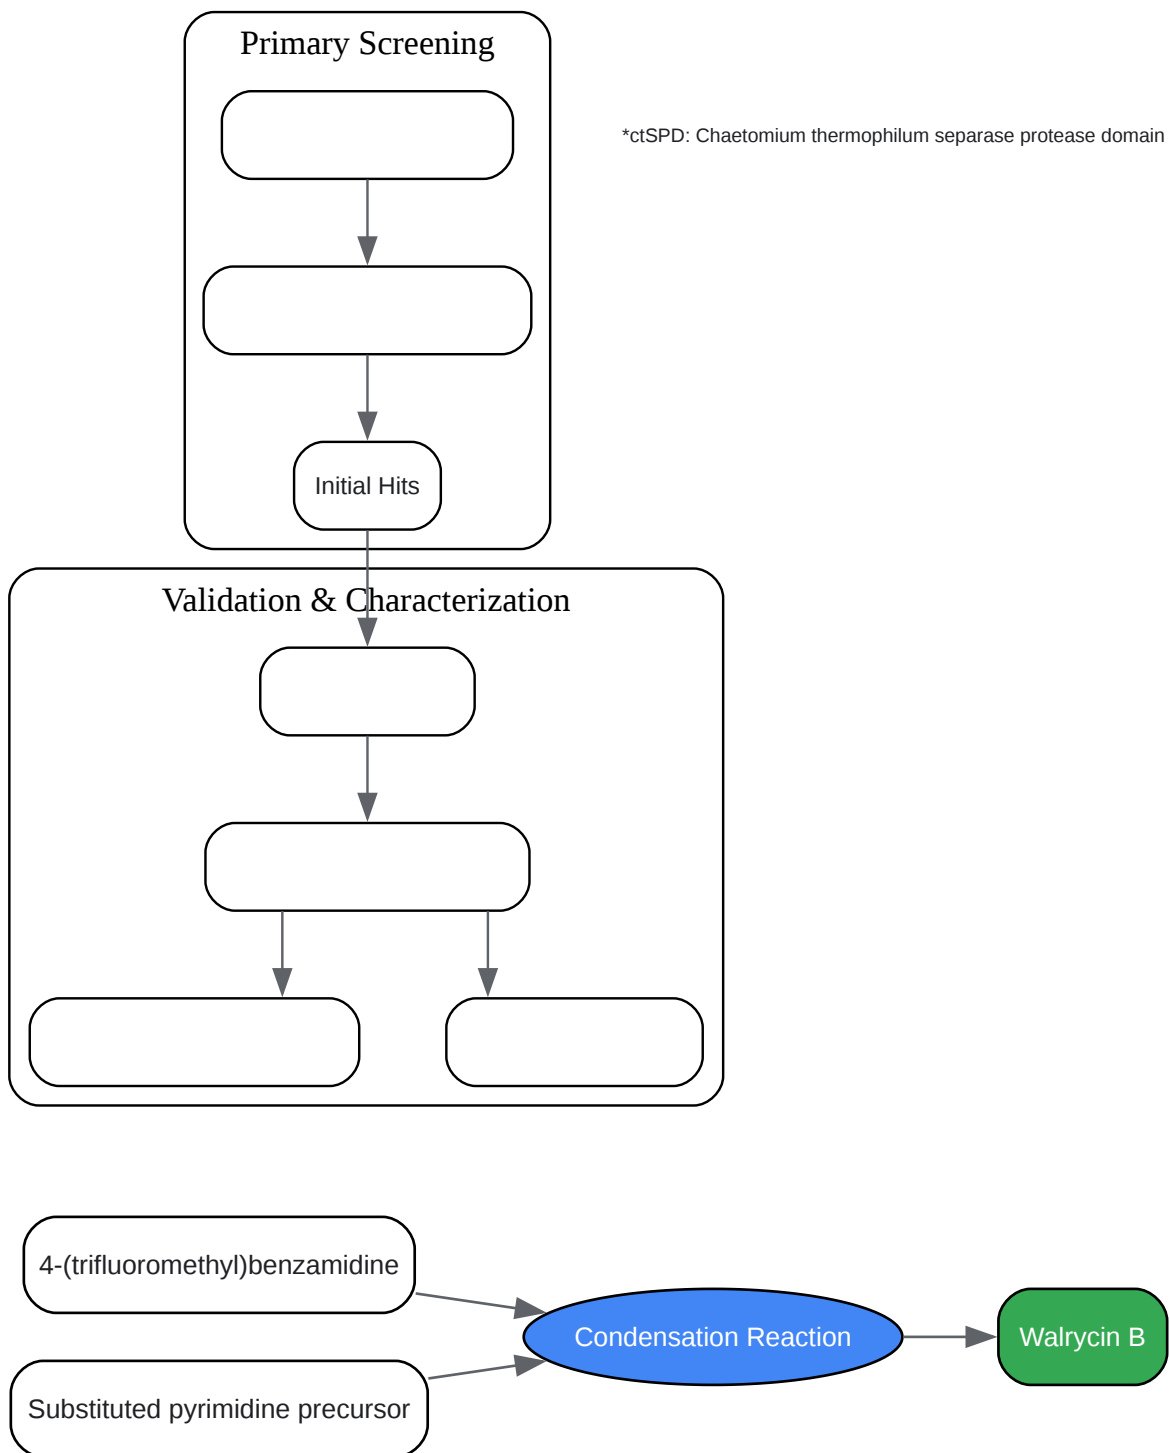 Primary Screening
*ctSPD: Chaetomium thermophilum separase protease domain
Initial Hits
Validation & Characterization
4-(trifluoromethyl)benzamidine
Condensation Reaction
Walrycin B
Substituted pyrimidine precursor